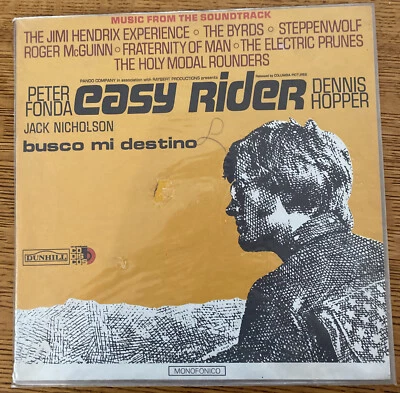 MUSIC FROM THE SOUNDTRACK
THE JIMI HENDRIX EXPERIENCE • THE BYRDS • STEPPENWOLF
ROGER McGUINN • FRATERNITY OF MAN • THE ELECTRIC PRUNES
THE HOLY MODAL ROUNDERS
PANDO COMPANY in association with RAYBERT PRODUCTIONS presents
Released by COLUMBIA PICTURES
PETER FONDA
easy Rider
DENNIS HOPPER
JACK NICHOLSON
busco mi destino
DUNHILL
codiscos
MONOFONICO